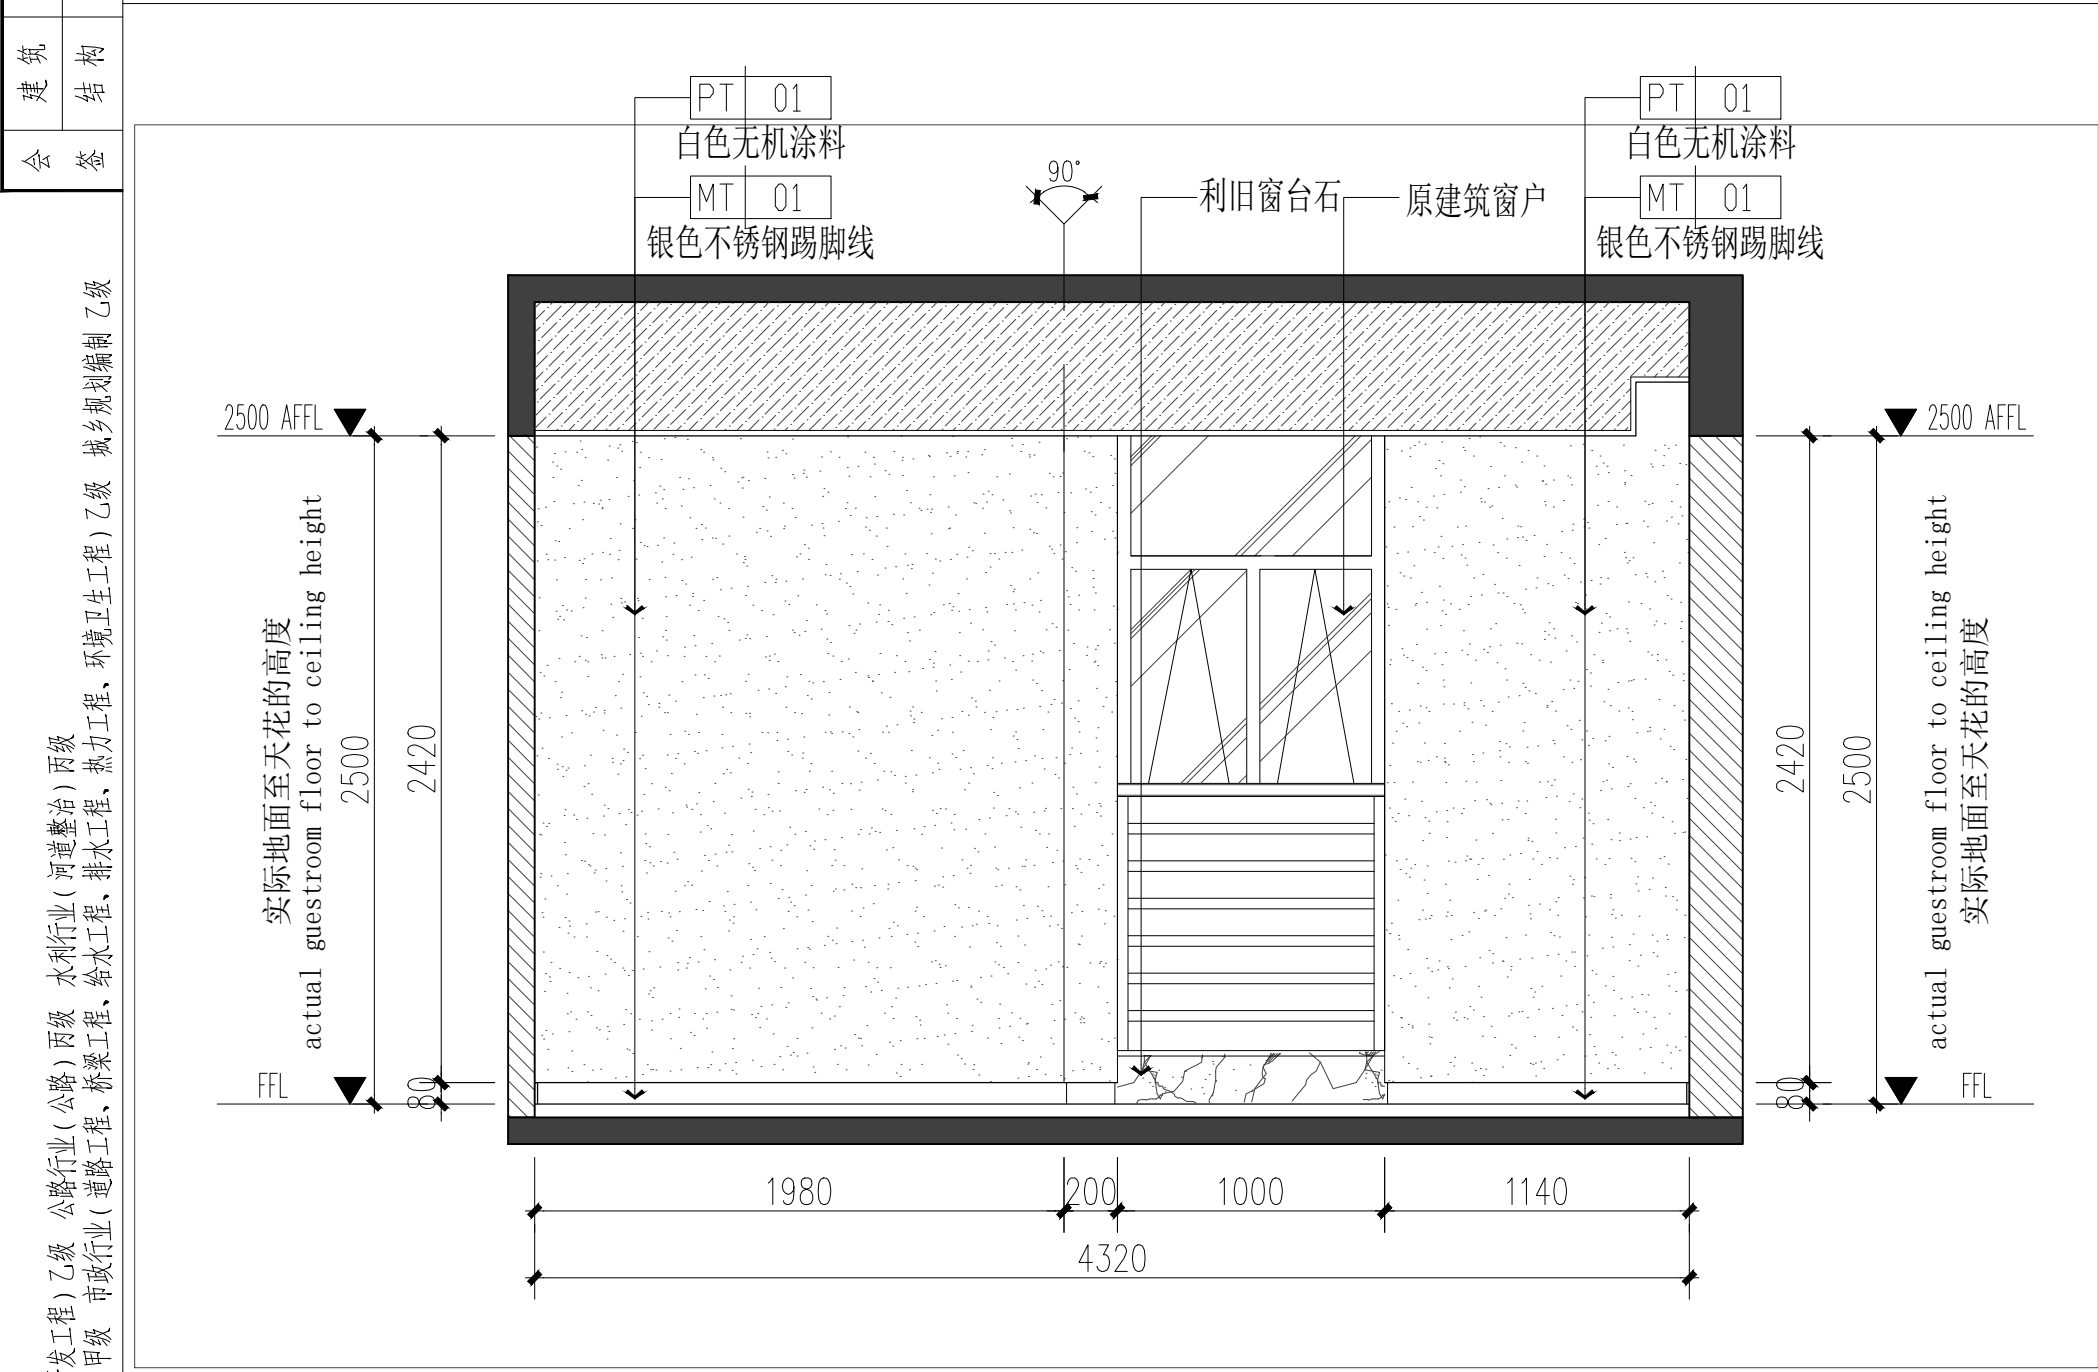 建筑
结构
会签
城乡规划编制 乙级
发工程) 乙级 公路行业(公路) 丙级 水利行业(河道整治) 丙级
甲级 市政行业(道路工程、桥梁工程、给水工程、排水工程、热力工程、环境卫生工程) 乙级
PT 01
白色无机涂料
MT 01
银色不锈钢踢脚线
90°
利旧窗台石
原建筑窗户
PT 01
白色无机涂料
MT 01
银色不锈钢踢脚线
2500 AFFL
2500 AFFL
实际地面至天花的高度
actual guestroom floor to ceiling height
2500
2420
80
FFL
2420
2500
80
actual guestroom floor to ceiling height
实际地面至天花的高度
FFL
1980
200
1000
1140
4320